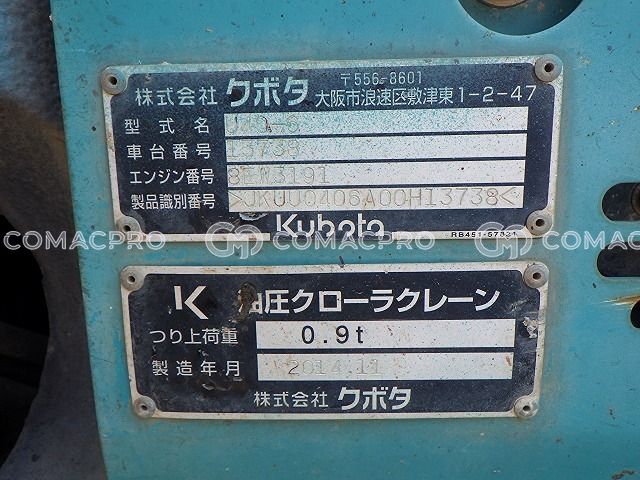 〒556-8601
株式会社 クボタ 大阪市浪速区敷津東1-2-47
型式名
車台番号 13738
エンジン番号 8EW3191
製品識別番号 >JKUU0406A00H13738<
Kubota
COMACPRO COMACPRO COMACPRO
油圧クローラクレーン
つり上荷重 0.9t
製造年月 2014.11
株式会社 クボタ